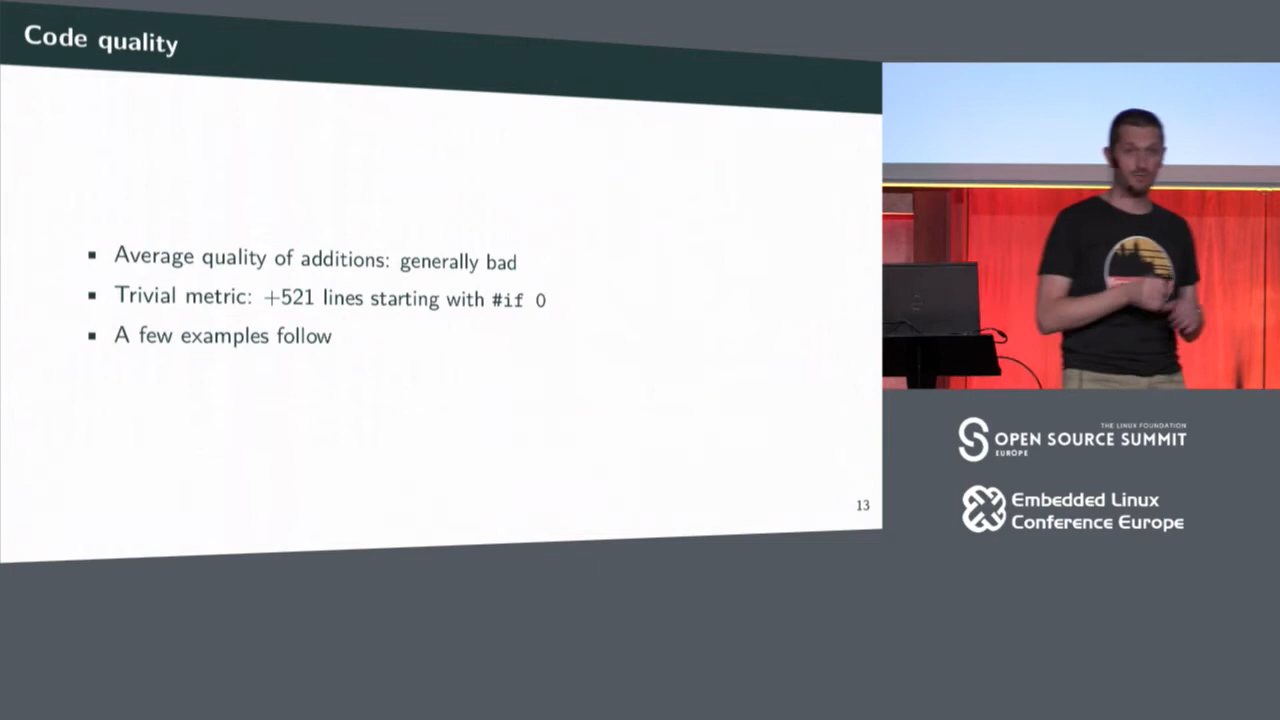 Code quality
▪ Average quality of additions: generally bad
▪ Trivial metric: +521 lines starting with #if 0
▪ A few examples follow
13
THE LINUX FOUNDATION
OPEN SOURCE SUMMIT
EUROPE
Embedded Linux
Conference Europe